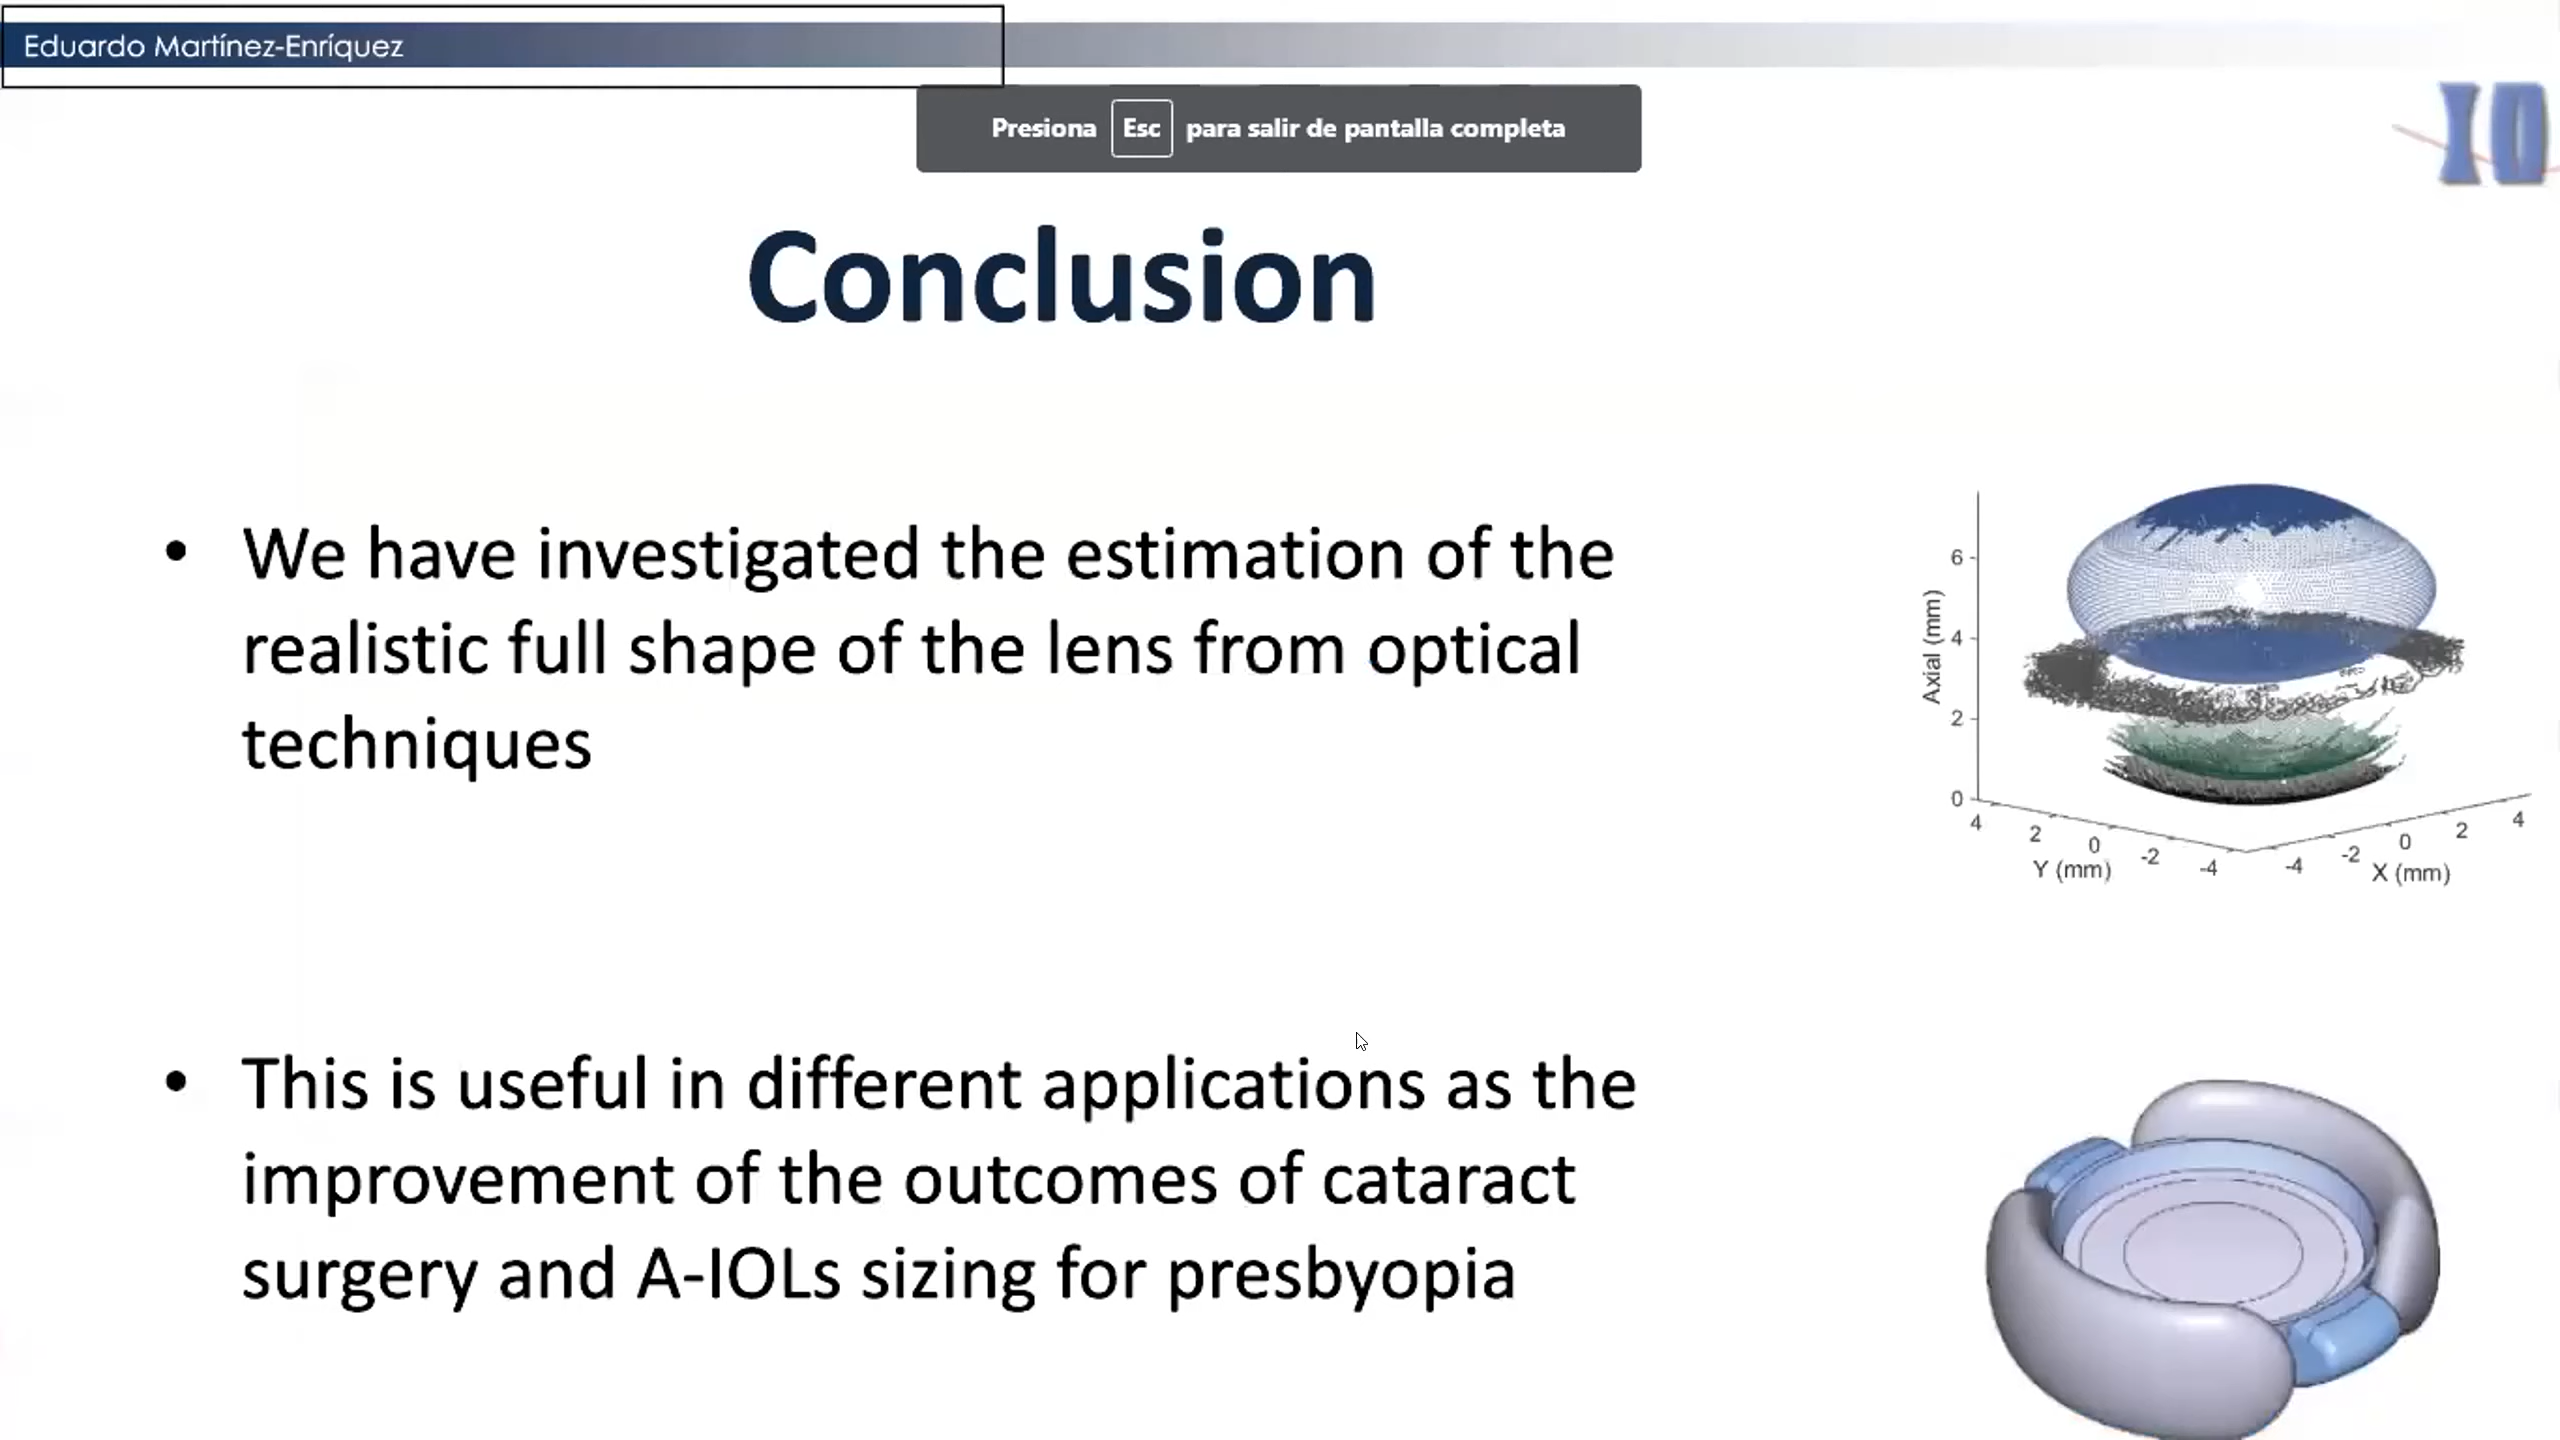 Eduardo Martínez-Enríquez
Presiona Esc para salir de pantalla completa
IO
Conclusion
• We have investigated the estimation of the
realistic full shape of the lens from optical
techniques
6
4
2
0
Axial (mm)
4 2 0 -2 -4
Y (mm)
-4 -2 0 2 4
X (mm)
• This is useful in different applications as the
improvement of the outcomes of cataract
surgery and A-IOLs sizing for presbyopia